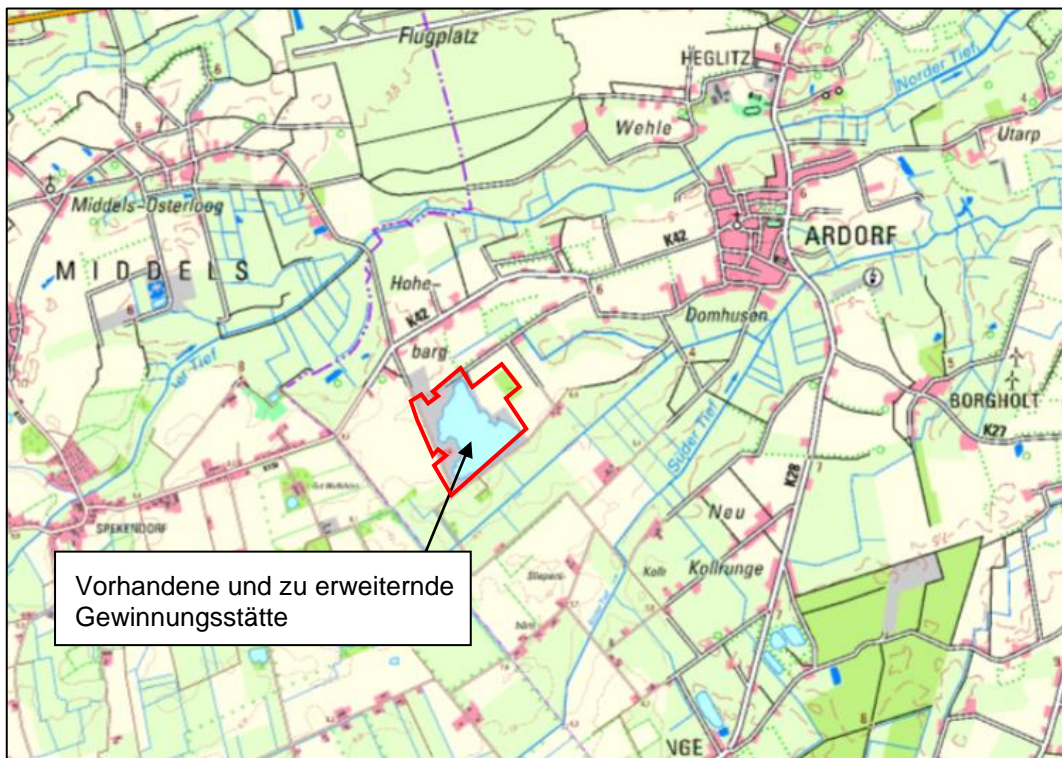 Flugplatz
HEGLITZ
Norder Tief
Wehle
Utarp
Middels-Osterloog
K42
ARDORF
MIDDELS
Hohe-
K42
barg
Domhusen
Süder Tief
BORGHOLT
K27
K28
SPEKENDORF
Neu
Kollrunge
Vorhandene und zu erweiternde
Gewinnungsstätte
NGE